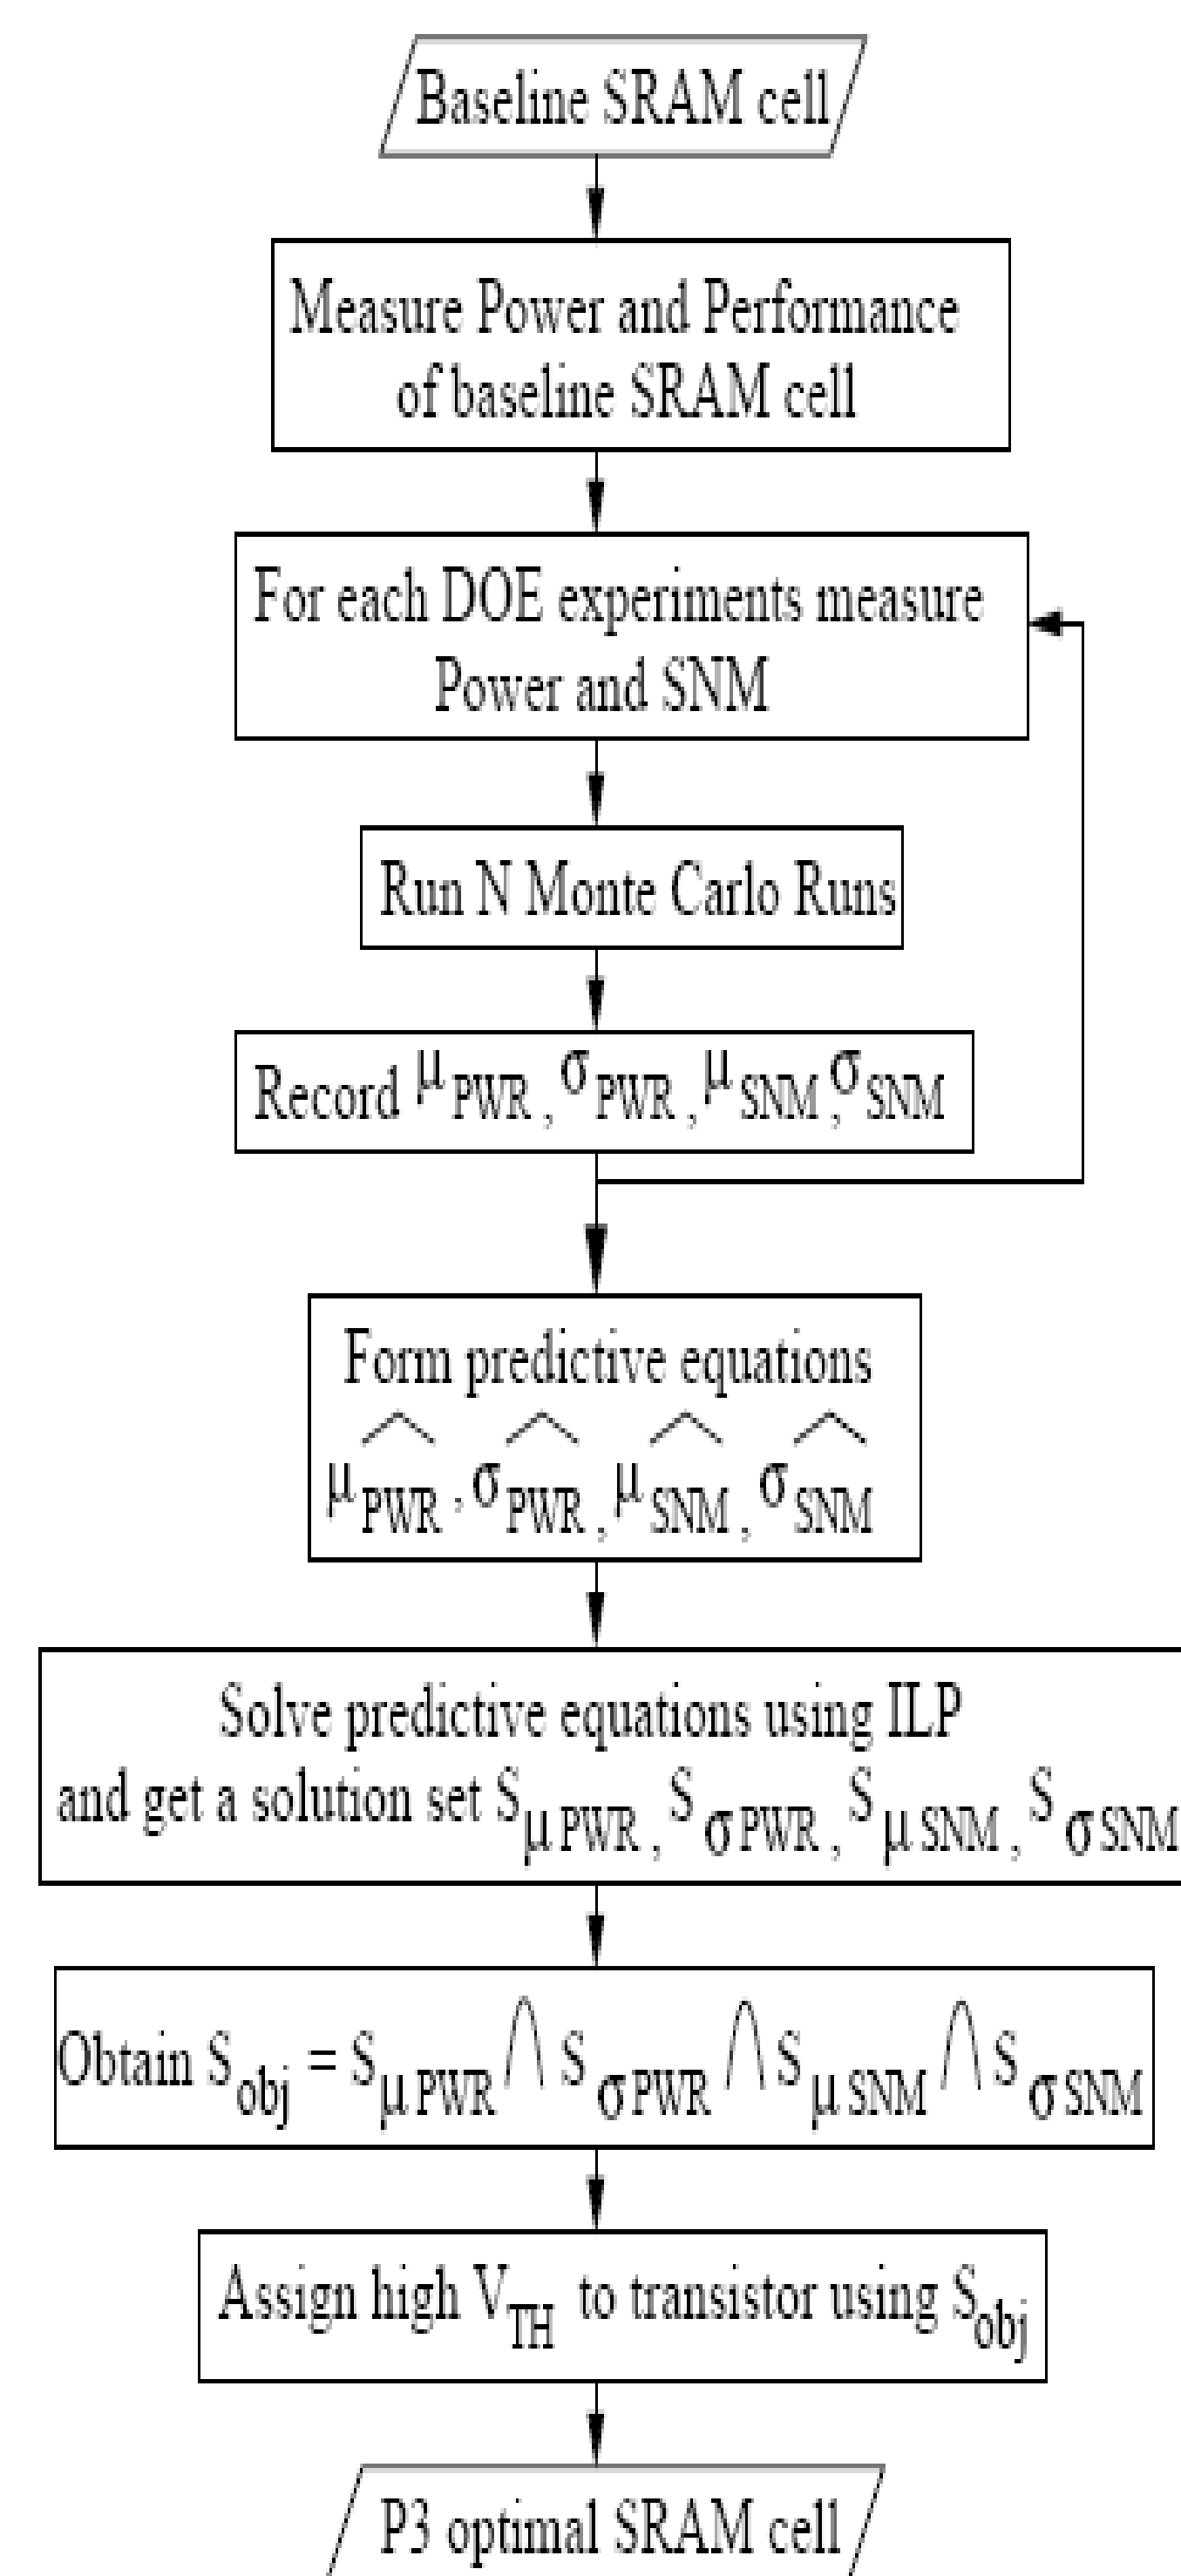 Baseline SRAM cell
Measure Power and Performance
of baseline SRAM cell
For each DOE experiments measure
Power and SNM
Run N Monte Carlo Runs
Record μ PWR , σ PWR , μ SNM , σ SNM
Form predictive equations
μ PWR , σ PWR , μ SNM , σ SNM
Solve predictive equations using ILP
and get a solution set S μ PWR , S σ PWR , S μ SNM , S σ SNM
Obtain S obj = S μ PWR ⋂ S σ PWR ⋂ S μ SNM ⋂ S σ SNM
Assign high V TH to transistor using S obj
P3 optimal SRAM cell